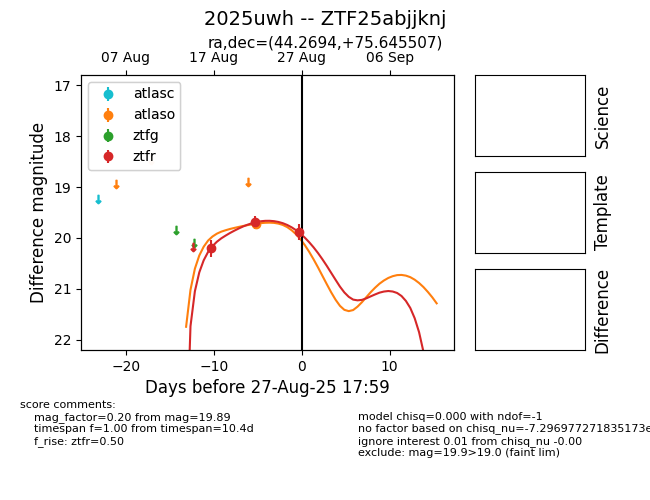 2025uwh -- ZTF25abjjknj
ra,dec=(44.2694,+75.645507)
07 Aug 17 Aug 27 Aug 06 Sep
atlasc
atlaso
ztfg
ztfr
17
18
19
20
21
22
Difference magnitude
−20 −10 0 10
Days before 27-Aug-25 17:59
Science
Template
Difference
score comments:
mag_factor=0.20 from mag=19.89
timespan f=1.00 from timespan=10.4d
f_rise: ztfr=0.50
model chisq=0.000 with ndof=-1
no factor based on chisq_nu=-7.296977271835173e
ignore interest 0.01 from chisq_nu -0.00
exclude: mag=19.9>19.0 (faint lim)